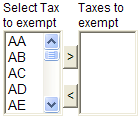 Select Tax
to exempt
Taxes to
exempt
AA
AB
AC
AD
AE
>
<